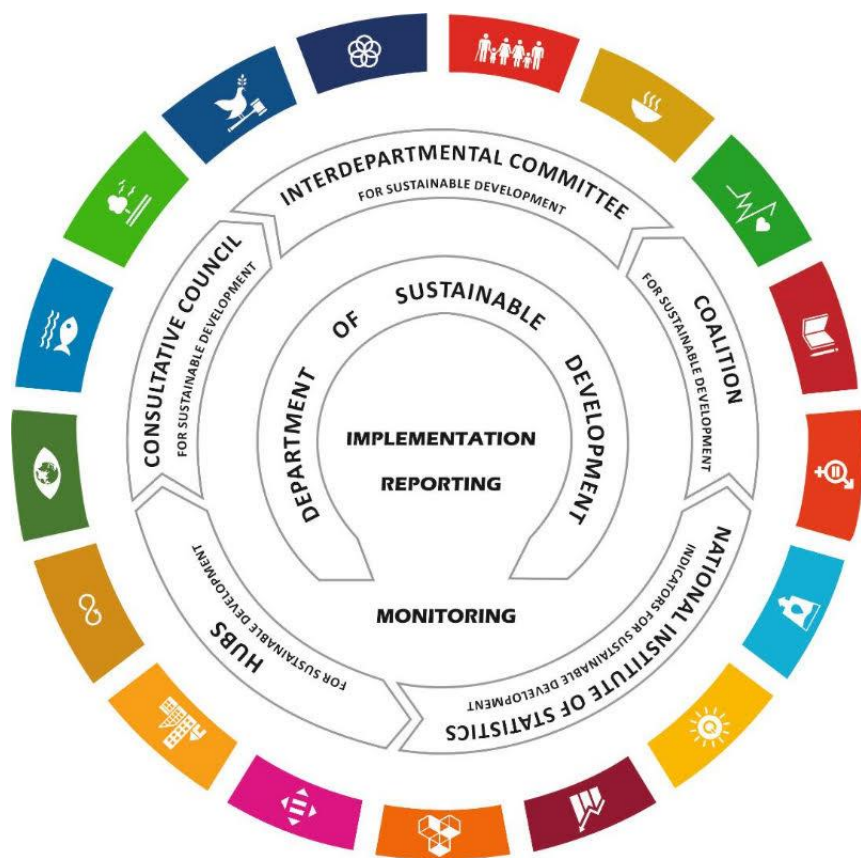 INTERDEPARTMENTAL COMMITTEE
FOR SUSTAINABLE DEVELOPMENT
COALITION
FOR SUSTAINABLE DEVELOPMENT
NATIONAL INSTITUTE OF STATISTICS
INDICATORS FOR SUSTAINABLE DEVELOPMENT
HUBS
FOR SUSTAINABLE DEVELOPMENT
CONSULTATIVE COUNCIL
FOR SUSTAINABLE DEVELOPMENT
DEPARTMENT OF SUSTAINABLE DEVELOPMENT
IMPLEMENTATION
REPORTING
MONITORING